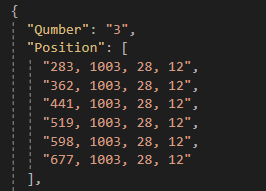 {
"Qumber": "3",
"Position": [
"283, 1003, 28, 12",
"362, 1003, 28, 12",
"441, 1003, 28, 12",
"519, 1003, 28, 12",
"598, 1003, 28, 12",
"677, 1003, 28, 12"
],